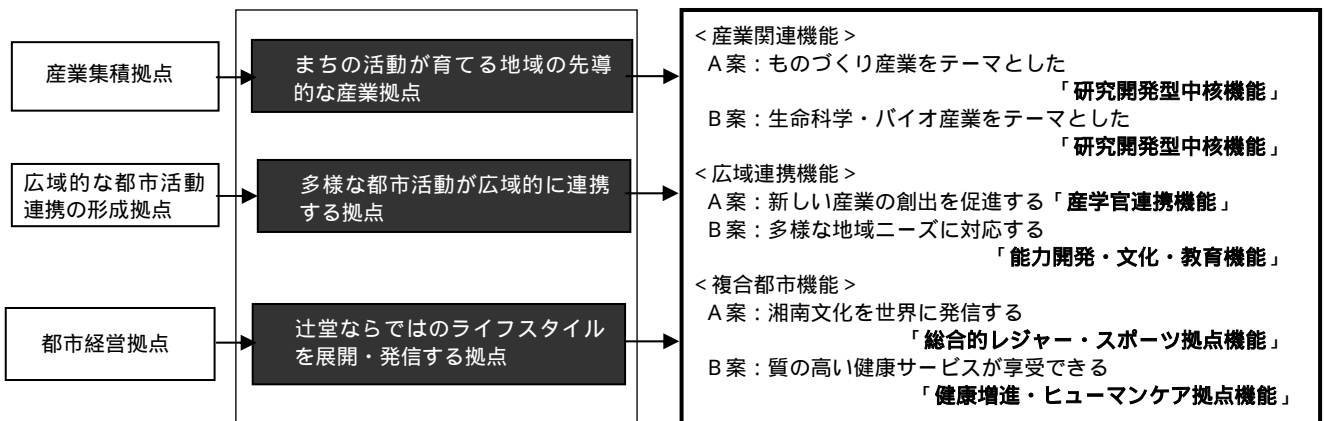 産業集積拠点
まちの活動が育てる地域の先導
的な産業拠点
広域的な都市活動
連携の形成拠点
多様な都市活動が広域的に連携
する拠点
都市経営拠点
辻堂ならではのライフスタイル
を展開・発信する拠点
<産業関連機能>
A案:ものづくり産業をテーマとした
「研究開発型中核機能」
B案:生命科学・バイオ産業をテーマとした
「研究開発型中核機能」
<広域連携機能>
A案:新しい産業の創出を促進する「産学官連携機能」
B案:多様な地域ニーズに対応する
「能力開発・文化・教育機能」
<複合都市機能>
A案:湘南文化を世界に発信する
「総合的レジャー・スポーツ拠点機能」
B案:質の高い健康サービスが享受できる
「健康増進・ヒューマンケア拠点機能」